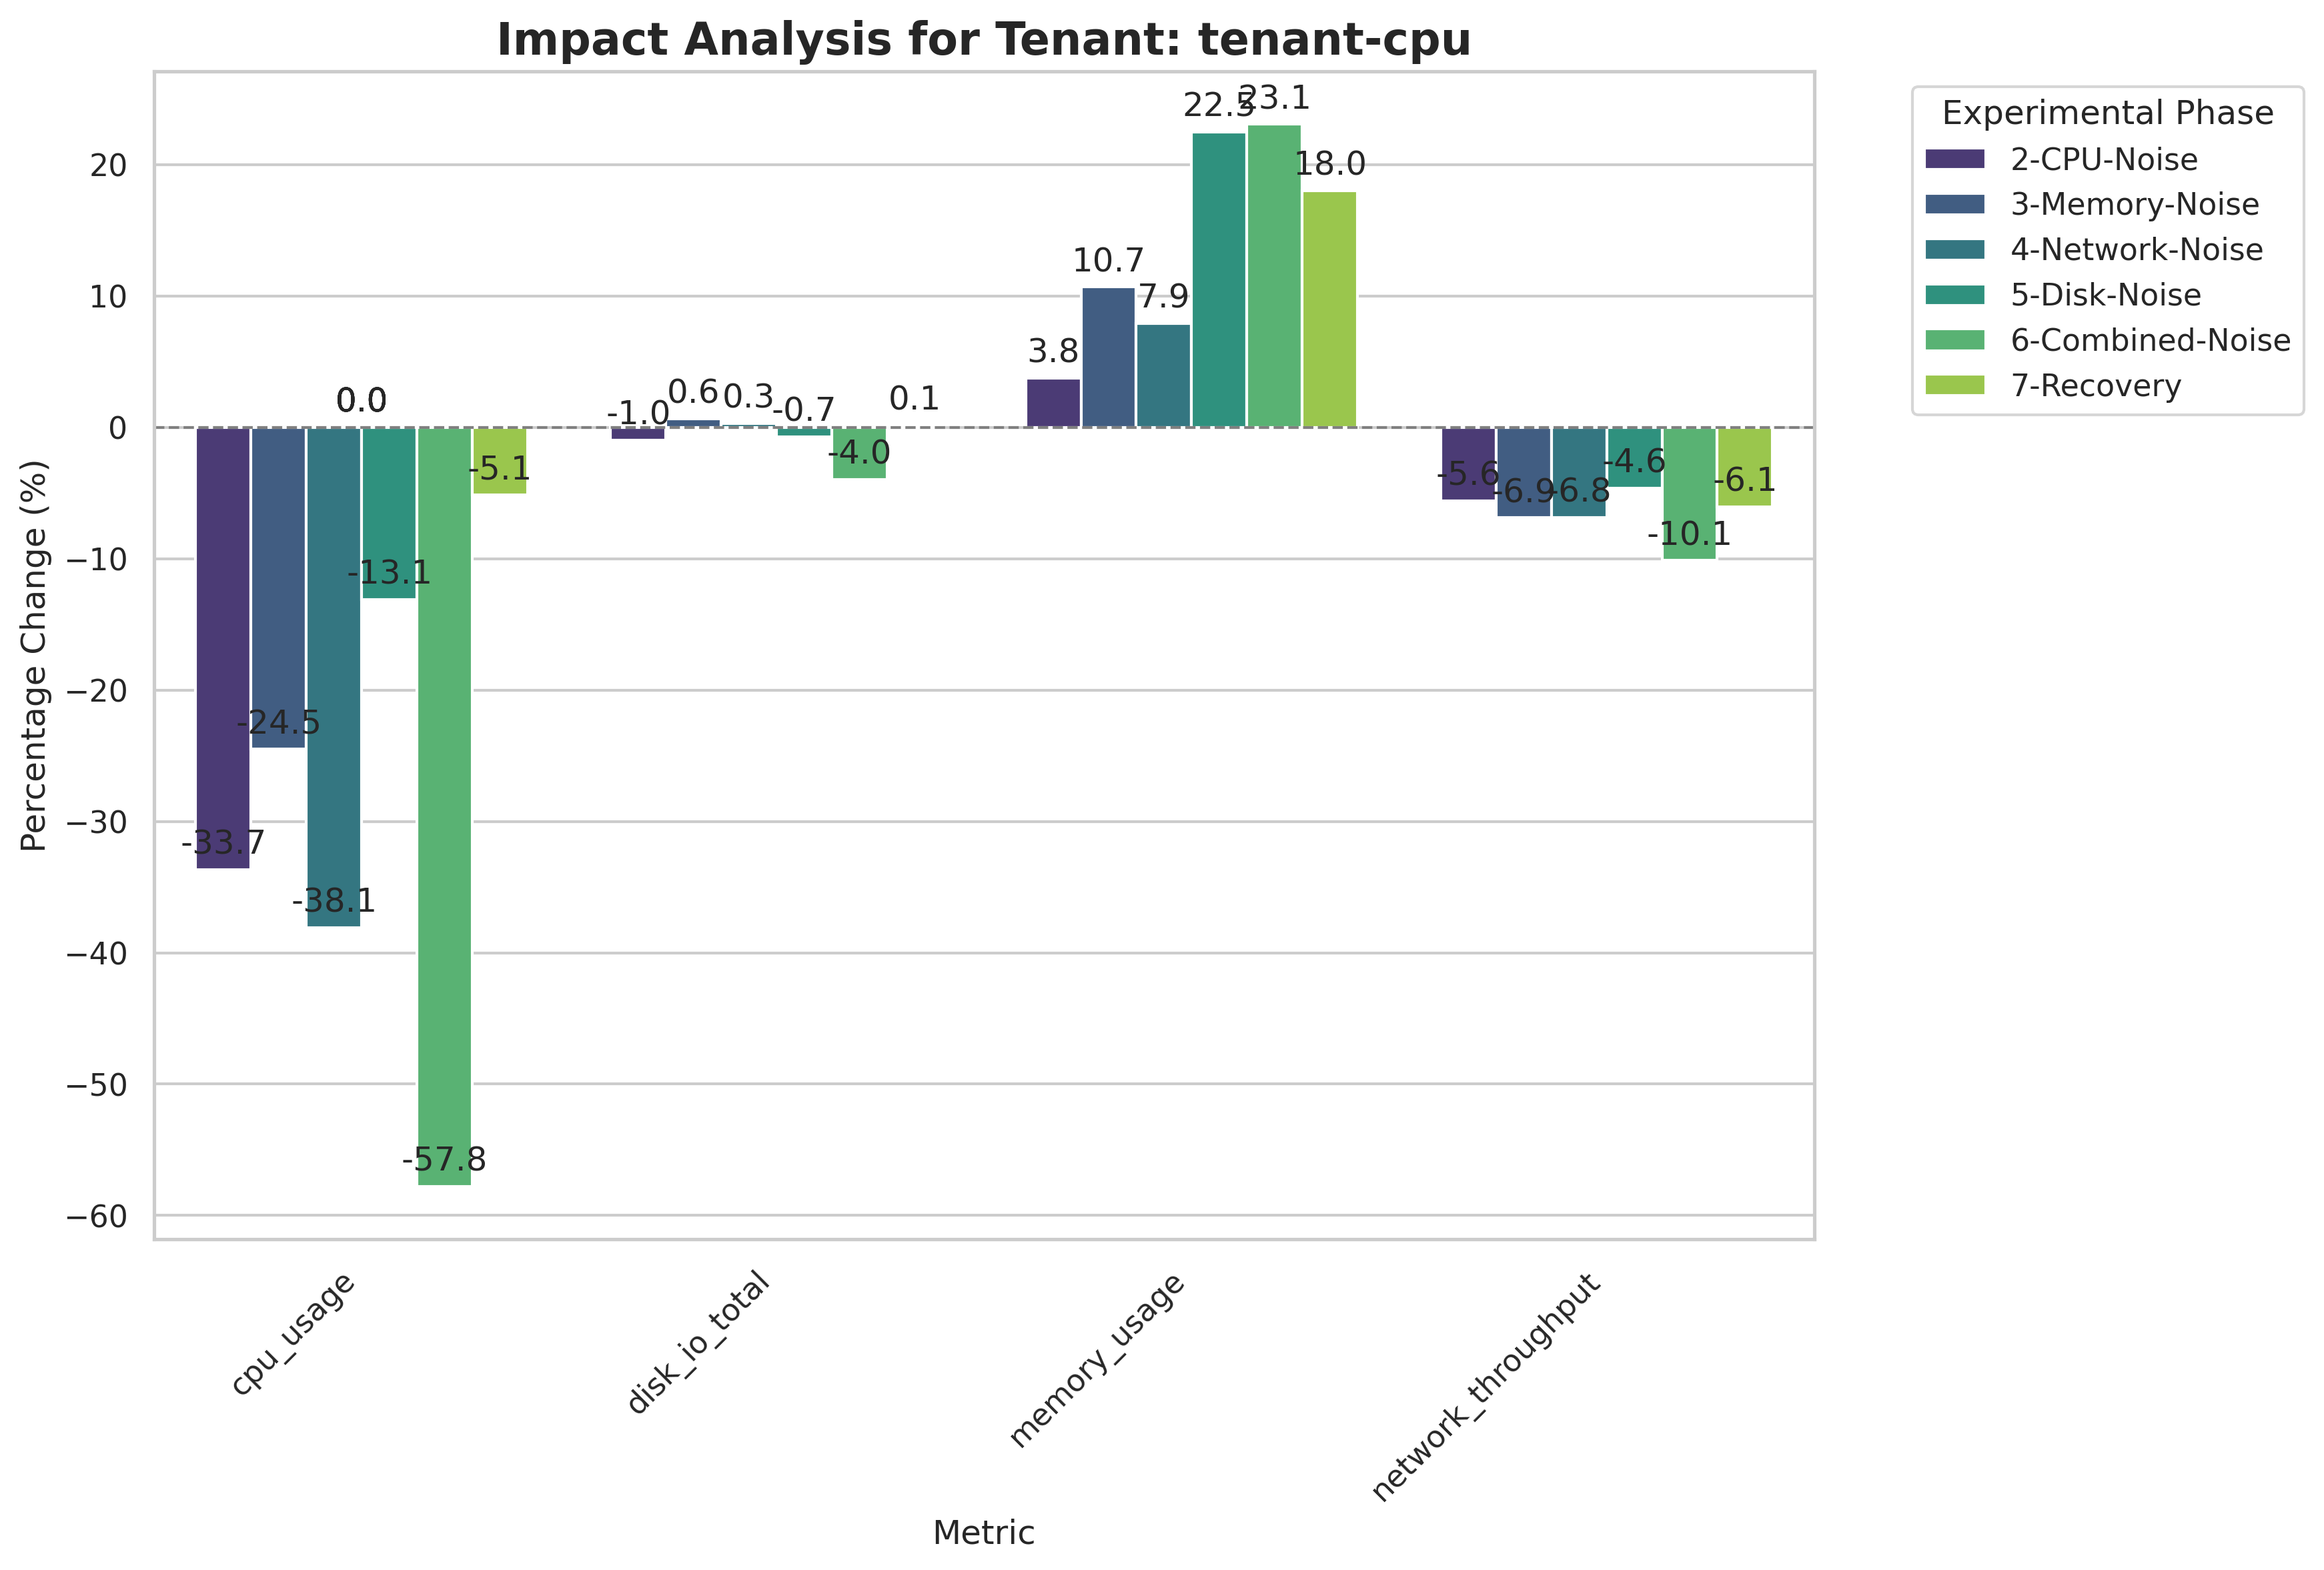 Impact Analysis for Tenant: tenant-cpu
Percentage Change (%)
20
10
0
−10
−20
−30
−40
−50
−60
-33.7
-24.5
-38.1
0.0
-13.1
-57.8
-5.1
-1.0
0.6
0.3
-0.7
-4.0
0.1
3.8
10.7
7.9
22.5
23.1
18.0
-5.6
-6.9
-6.8
-4.6
-10.1
-6.1
cpu_usage
disk_io_total
memory_usage
network_throughput
Metric
Experimental Phase
2-CPU-Noise
3-Memory-Noise
4-Network-Noise
5-Disk-Noise
6-Combined-Noise
7-Recovery